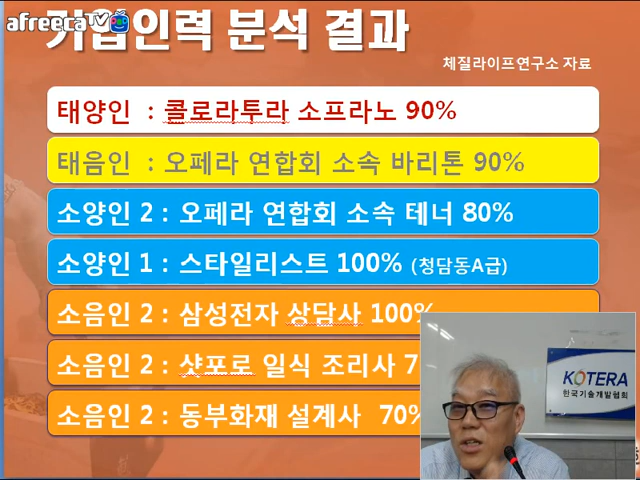 afreecaTV
기업인력 분석 결과
체질라이프연구소 자료
태양인 : 콜로라투라 소프라노 90%
태음인 : 오페라 연합회 소속 바리톤 90%
소양인 2 : 오페라 연합회 소속 테너 80%
소양인 1 : 스타일리스트 100% (청담동A급)
소음인 2 : 삼성전자 상담사 100%
소음인 2 : 샷포로 일식 조리사 7
소음인 2 : 동부화재 설계사 70%
KOTERA
한국기술개발협회